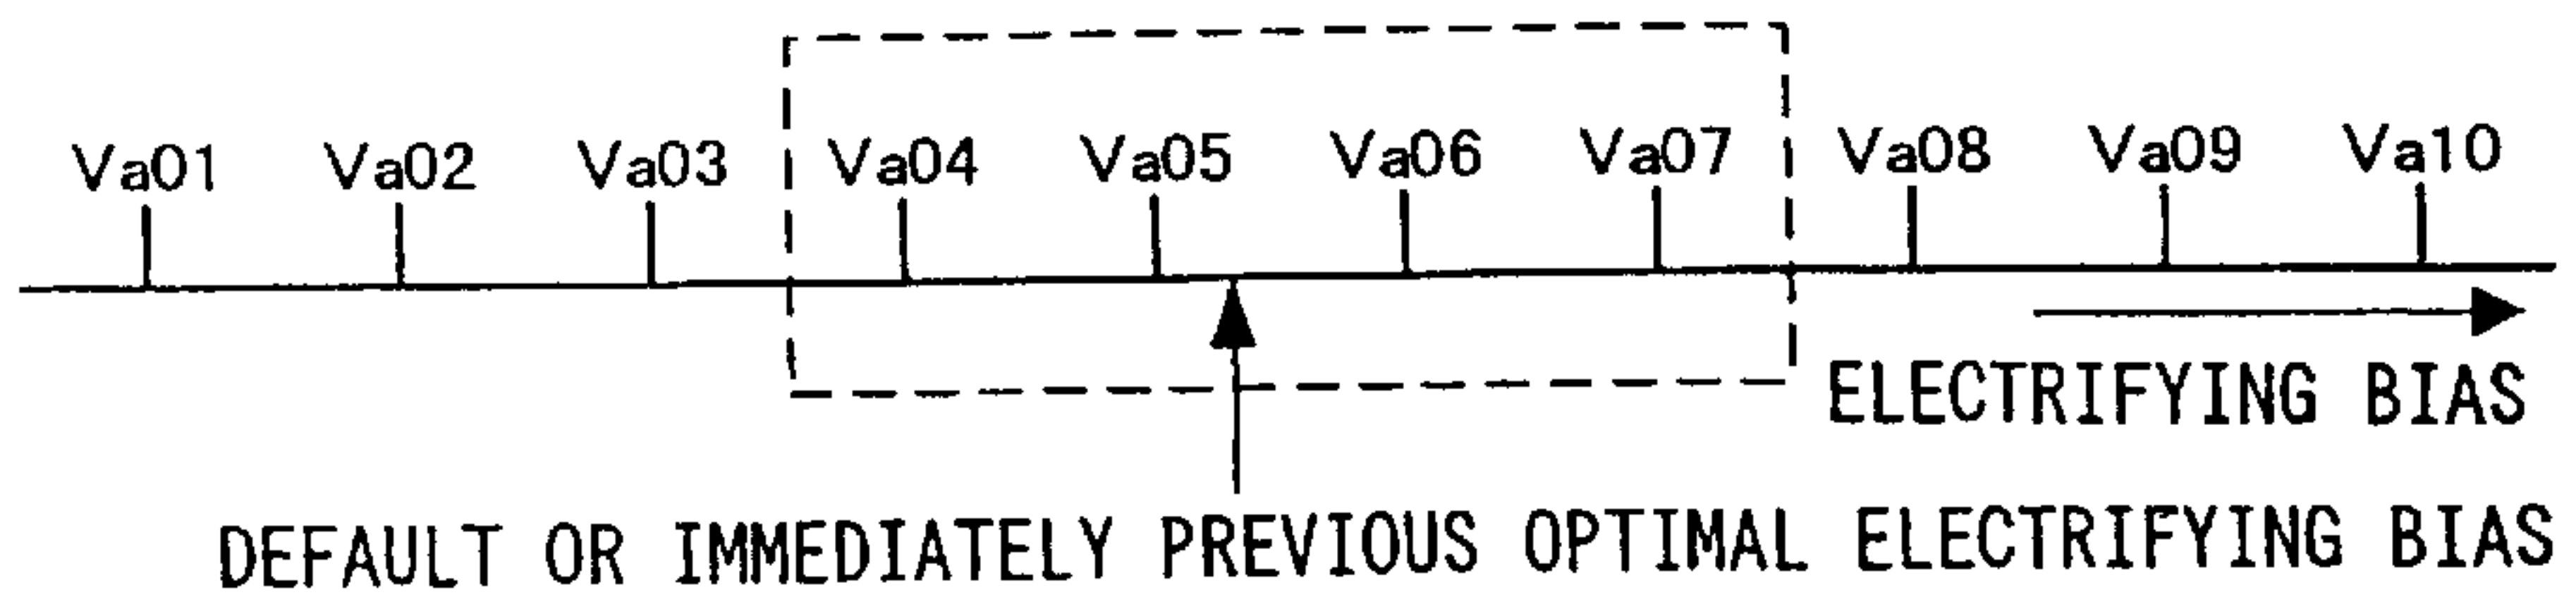 Va01 Va02 Va03 Va04 Va05 Va06 Va07 Va08 Va09 Va10
ELECTRIFYING BIAS
DEFAULT OR IMMEDIATELY PREVIOUS OPTIMAL ELECTRIFYING BIAS